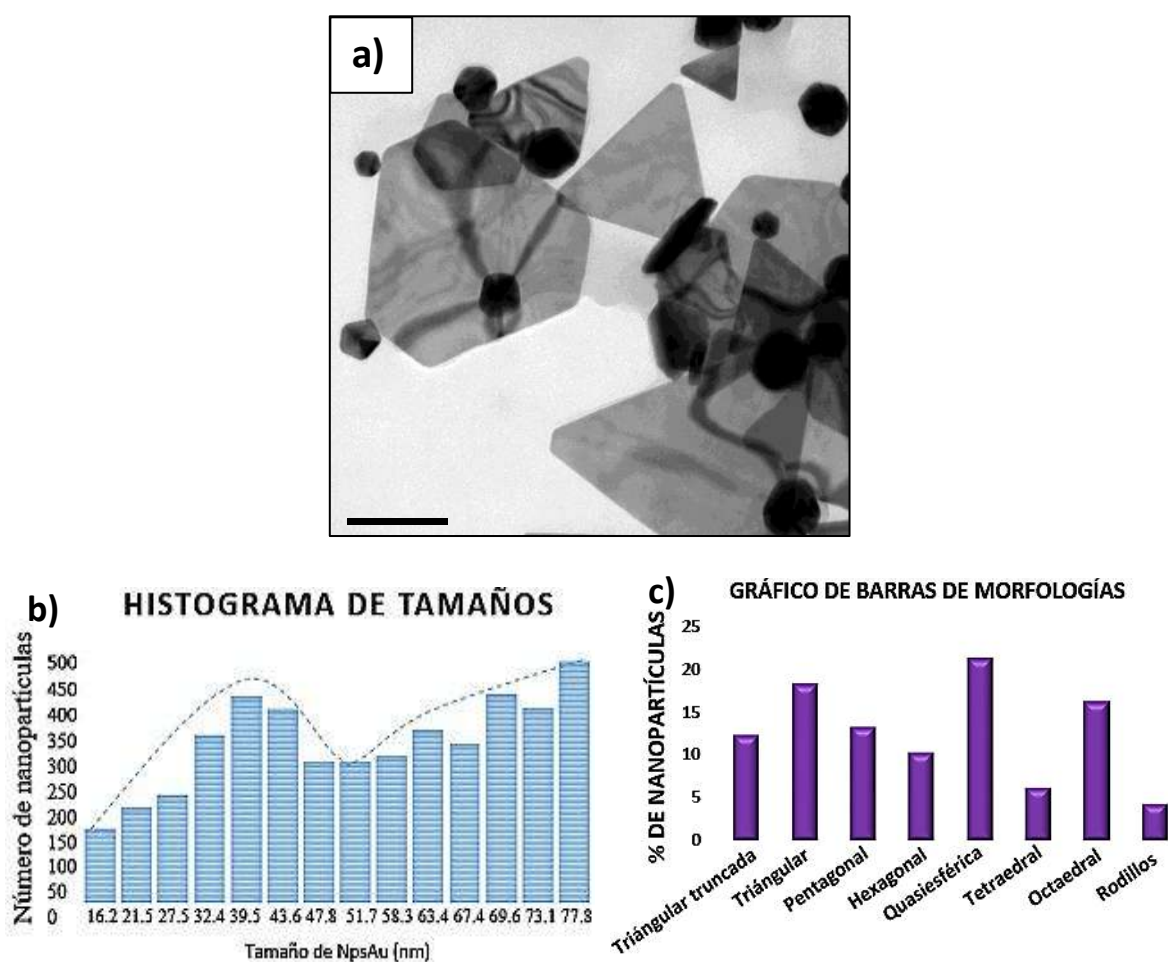 a)
b)
HISTOGRAMA DE TAMAÑOS
Número de nanopartículas
500
450
400
350
300
250
200
150
100
50
0
16.2 21.5 27.5 32.4 39.5 43.6 47.8 51.7 58.3 63.4 67.4 69.6 73.1 77.8
Tamaño de NpsAu (nm)
c)
GRÁFICO DE BARRAS DE MORFOLOGÍAS
% DE NANOPARTÍCULAS
25
20
15
10
5
0
Triángular truncada
Triángular
Pentagonal
Hexagonal
Quasiesférica
Tetraedral
Octaedral
Rodillos